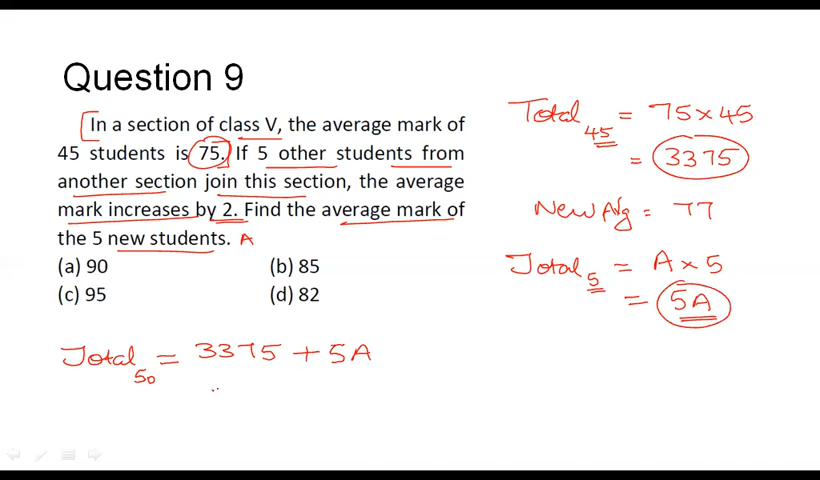 Question 9
In a section of class V, the average mark of
45 students is 75. If 5 other students from
another section join this section, the average
mark increases by 2. Find the average mark of
the 5 new students. A
(a) 90 (b) 85
(c) 95 (d) 82
Total45 = 75 × 45
= 3375
New Avg = 77
Total5 = A × 5
= 5A
Total50 = 3375 + 5A